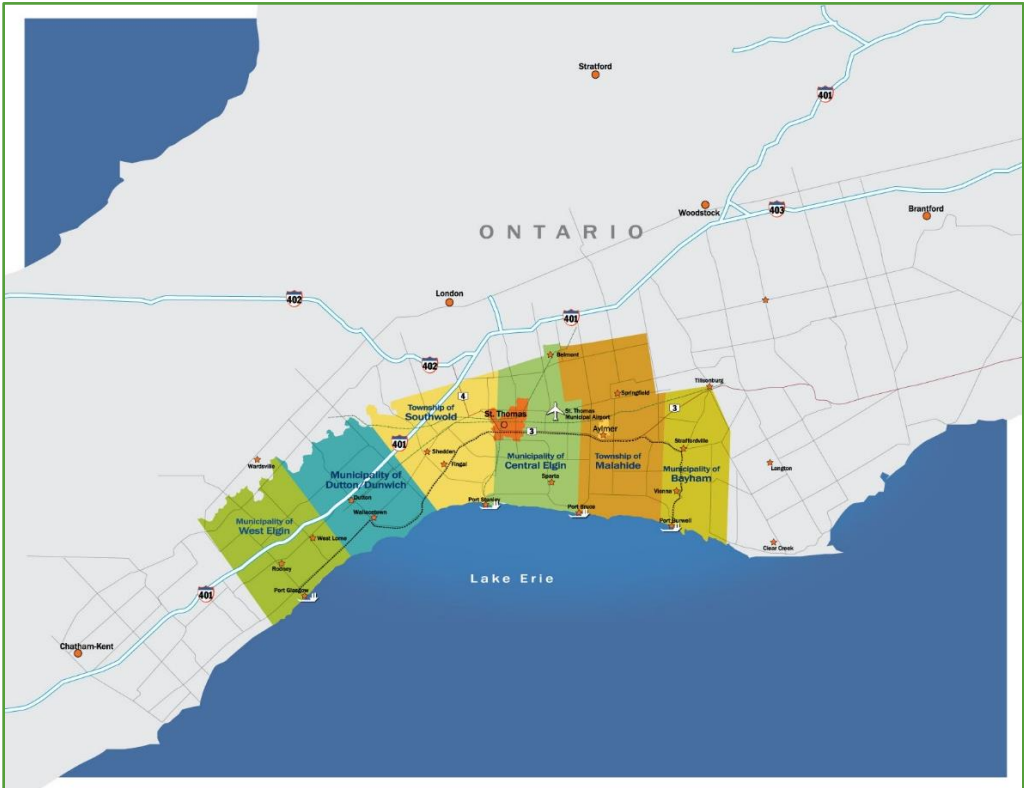 Stratford
401
Woodstock
403
Brantford
ONTARIO
402
London
401
402
Belmont
Tillsonburg
Springfield
4
3
Township of
Southwold
St. Thomas
St. Thomas
Municipal Airport
Aylmer
3
401
Straffordville
Shedden
Fingal
Municipality of
Central Elgin
Township of
Malahide
Wardsville
Langton
Municipality of
Dutton/Dunwich
Municipality of
Bayham
Sparta
Vienna
Dutton
Port Stanley
Wallacetown
Port Bruce
Municipality of
West Elgin
Port Burwell
West Lorne
Clear Creek
Rodney
Lake Erie
Port Glasgow
401
Chatham-Kent